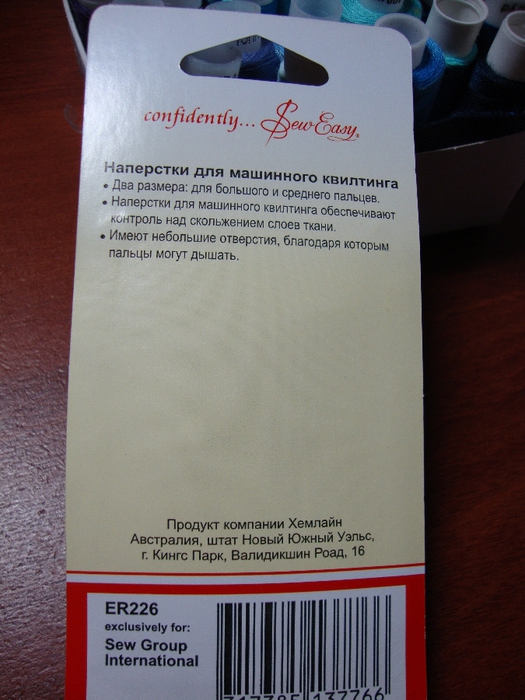 confidently... Sew Easy®
Наперстки для машинного квилтинга
• Два размера: для большого и среднего пальцев.
• Наперстки для машинного квилтинга обеспечивают
контроль над скольжением слоев ткани.
• Имеют небольшие отверстия, благодаря которым
пальцы могут дышать.
Продукт компании Хемлайн
Австралия, штат Новый Южный Уэльс,
г. Кингс Парк, Валидикшин Роад, 16
ER226
exclusively for:
Sew Group
International